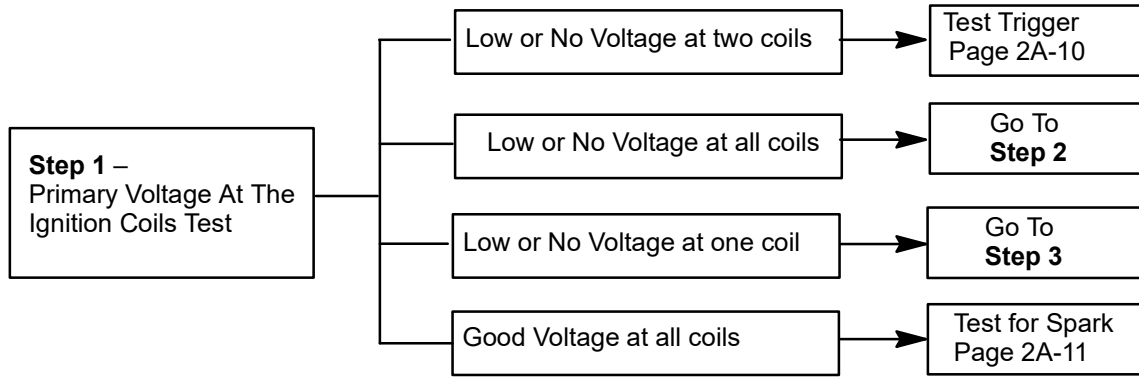 Step 1 –
Primary Voltage At The
Ignition Coils Test
Low or No Voltage at two coils
Test Trigger
Page 2A-10
Low or No Voltage at all coils
Go To
Step 2
Low or No Voltage at one coil
Go To
Step 3
Good Voltage at all coils
Test for Spark
Page 2A-11